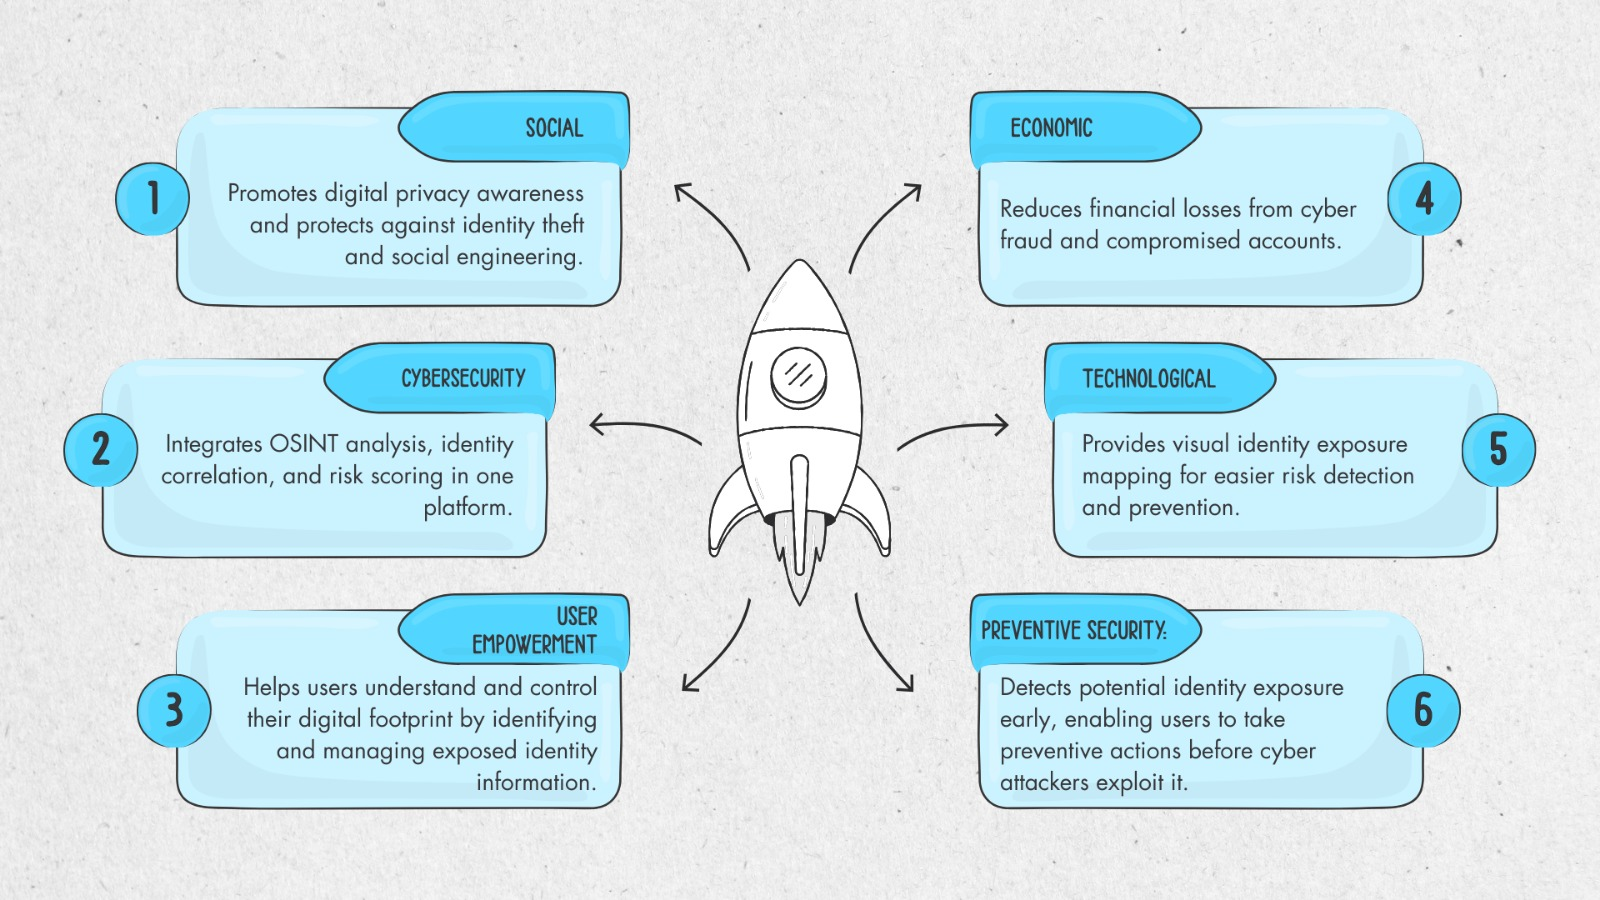 SOCIAL
1
Promotes digital privacy awareness
and protects against identity theft
and social engineering.
CYBERSECURITY
2
Integrates OSINT analysis, identity
correlation, and risk scoring in one
platform.
USER
EMPOWERMENT
3
Helps users understand and control
their digital footprint by identifying
and managing exposed identity
information.
ECONOMIC
4
Reduces financial losses from cyber
fraud and compromised accounts.
TECHNOLOGICAL
5
Provides visual identity exposure
mapping for easier risk detection
and prevention.
PREVENTIVE SECURITY:
6
Detects potential identity exposure
early, enabling users to take
preventive actions before cyber
attackers exploit it.